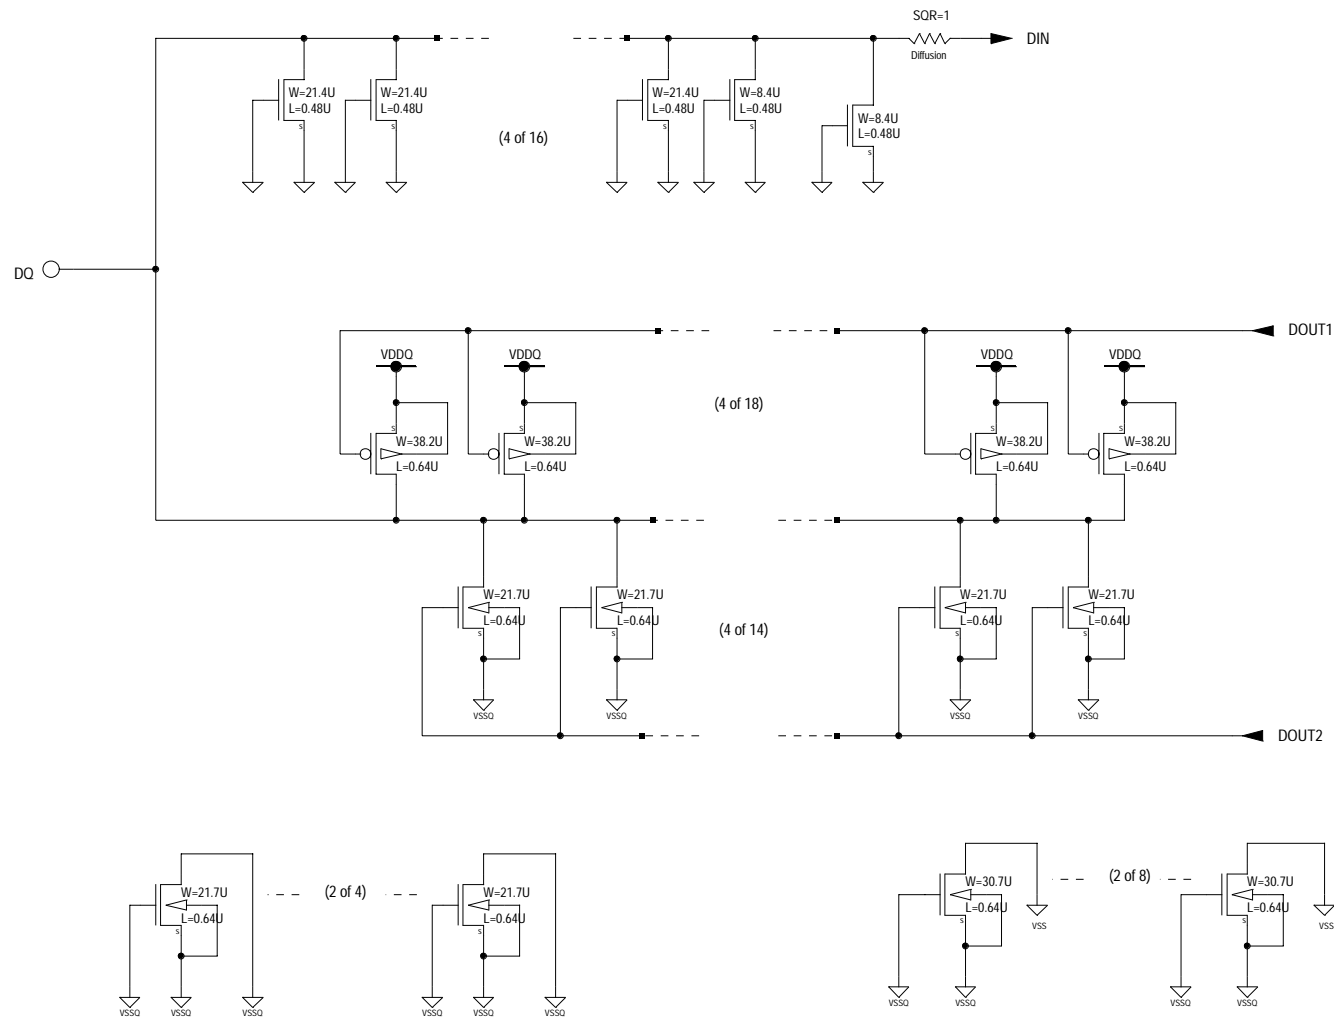 SQR=1
DIN
Diffusion
W=21.4U
L=0.48U
s
W=21.4U
L=0.48U
s
W=21.4U
L=0.48U
s
W=8.4U
L=0.48U
s
W=8.4U
L=0.48U
s
(4 of 16)
DQ
DOUT1
VDDQ
VDDQ
VDDQ
VDDQ
(4 of 18)
s
W=38.2U
L=0.64U
s
W=38.2U
L=0.64U
s
W=38.2U
L=0.64U
s
W=38.2U
L=0.64U
W=21.7U
L=0.64U
s
VSSQ
W=21.7U
L=0.64U
s
VSSQ
(4 of 14)
W=21.7U
L=0.64U
s
VSSQ
W=21.7U
L=0.64U
s
VSSQ
DOUT2
W=21.7U
L=0.64U
s
(2 of 4)
W=21.7U
L=0.64U
s
W=30.7U
L=0.64U
s
VSS
(2 of 8)
W=30.7U
L=0.64U
s
VSS
VSSQ
VSSQ
VSSQ
VSSQ
VSSQ
VSSQ
VSSQ
VSSQ
VSSQ
VSSQ